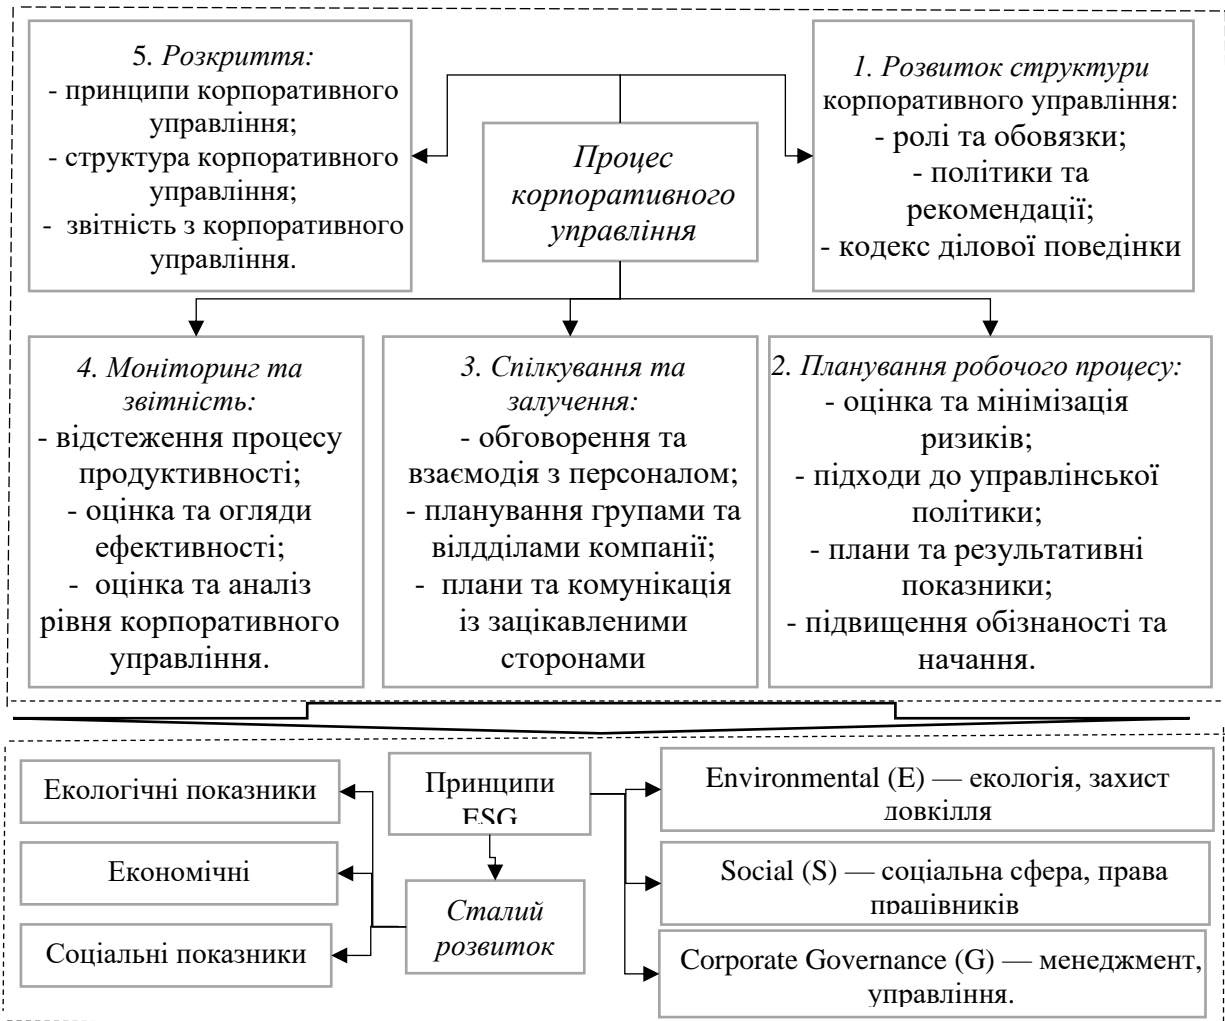 5. Розкриття:
- принципи корпоративного
управління;
- структура корпоративного
управління;
- звітність з корпоративного
управління.
Процес
корпоративного
управління
1. Розвиток структури
корпоративного управління:
- ролі та обовязки;
- політики та
рекомендації;
- кодекс ділової поведінки
4. Моніторинг та
звітність:
- відстеження процесу
продуктивності;
- оцінка та огляди
ефективності;
- оцінка та аналіз
рівня корпоративного
управління.
3. Спілкування та
залучення:
- обговорення та
взаємодія з персоналом;
- планування групами та
вілдділами компанії;
- плани та комунікація
із зацікавленими
сторонами
2. Планування робочого процесу:
- оцінка та мінімізація
ризиків;
- підходи до управлінської
політики;
- плани та результативні
показники;
- підвищення обізнаності та
начання.
Екологічні показники
Економічні
Соціальні показники
Принципи
ESG
Сталий
розвиток
Environmental (E) — екологія, захист
довкілля
Social (S) — соціальна сфера, права
працівників
Corporate Governance (G) — менеджмент,
управління.